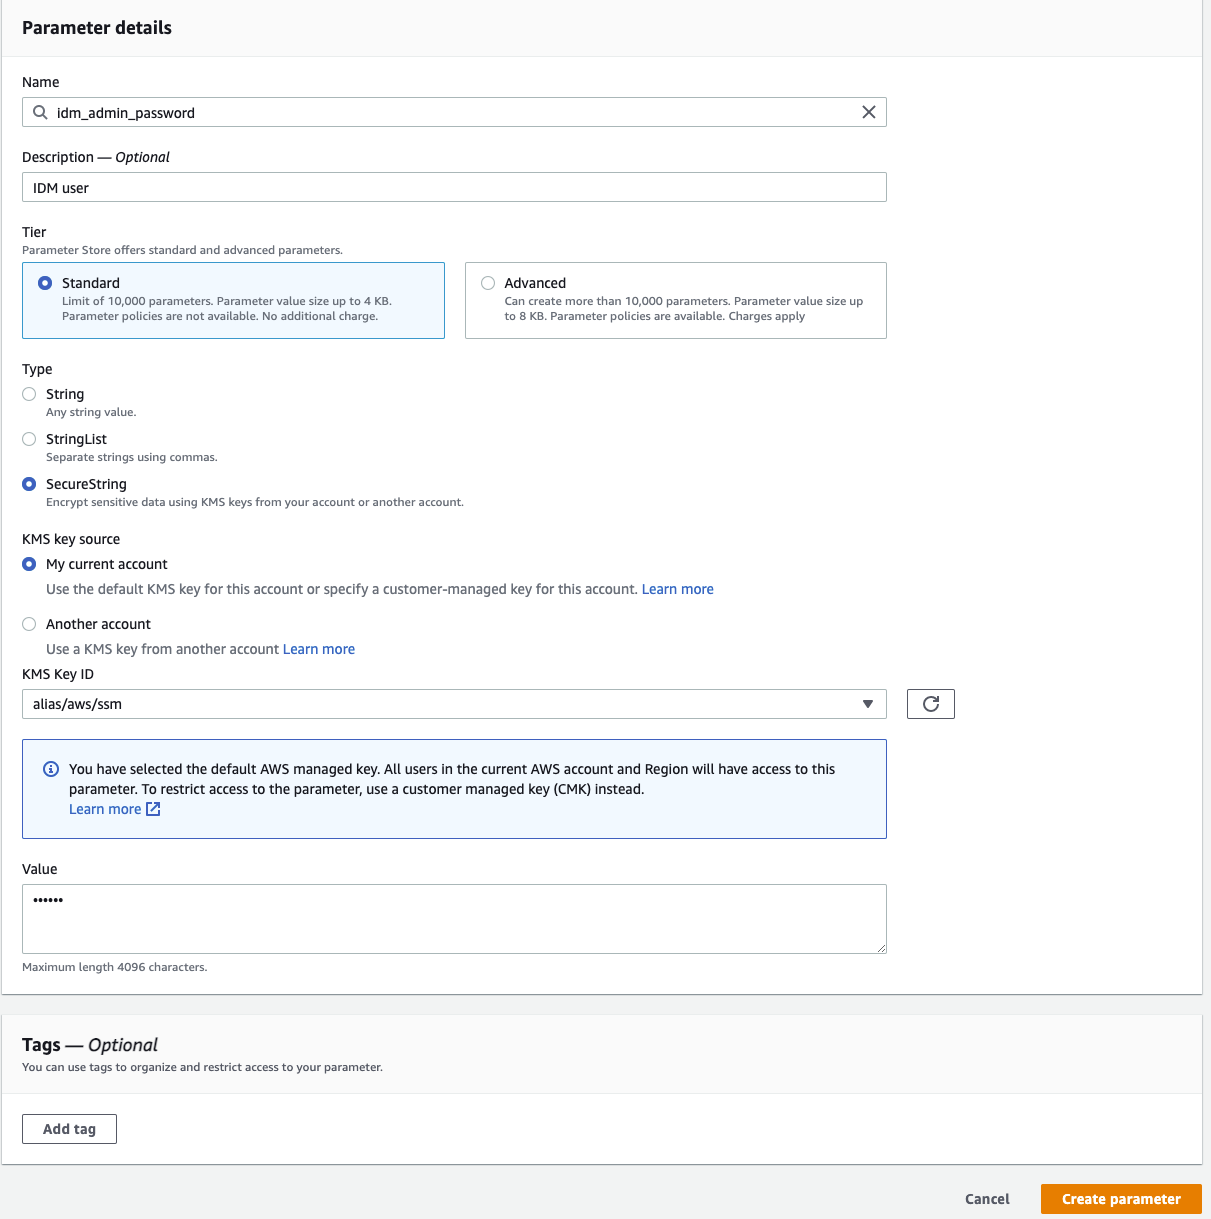 Parameter details
Name
idm_admin_password
Description — Optional
IDM user
Tier
Parameter Store offers standard and advanced parameters.
Standard
Limit of 10,000 parameters. Parameter value size up to 4 KB.
Parameter policies are not available. No additional charge.
Advanced
Can create more than 10,000 parameters. Parameter value size up
to 8 KB. Parameter policies are available. Charges apply
Type
String
Any string value.
StringList
Separate strings using commas.
SecureString
Encrypt sensitive data using KMS keys from your account or another account.
KMS key source
My current account
Use the default KMS key for this account or specify a customer-managed key for this account. Learn more
Another account
Use a KMS key from another account Learn more
KMS Key ID
alias/aws/ssm
You have selected the default AWS managed key. All users in the current AWS account and Region will have access to this
parameter. To restrict access to the parameter, use a customer managed key (CMK) instead.
Learn more
Value
••••••
Maximum length 4096 characters.
Tags — Optional
You can use tags to organize and restrict access to your parameter.
Add tag
Cancel
Create parameter